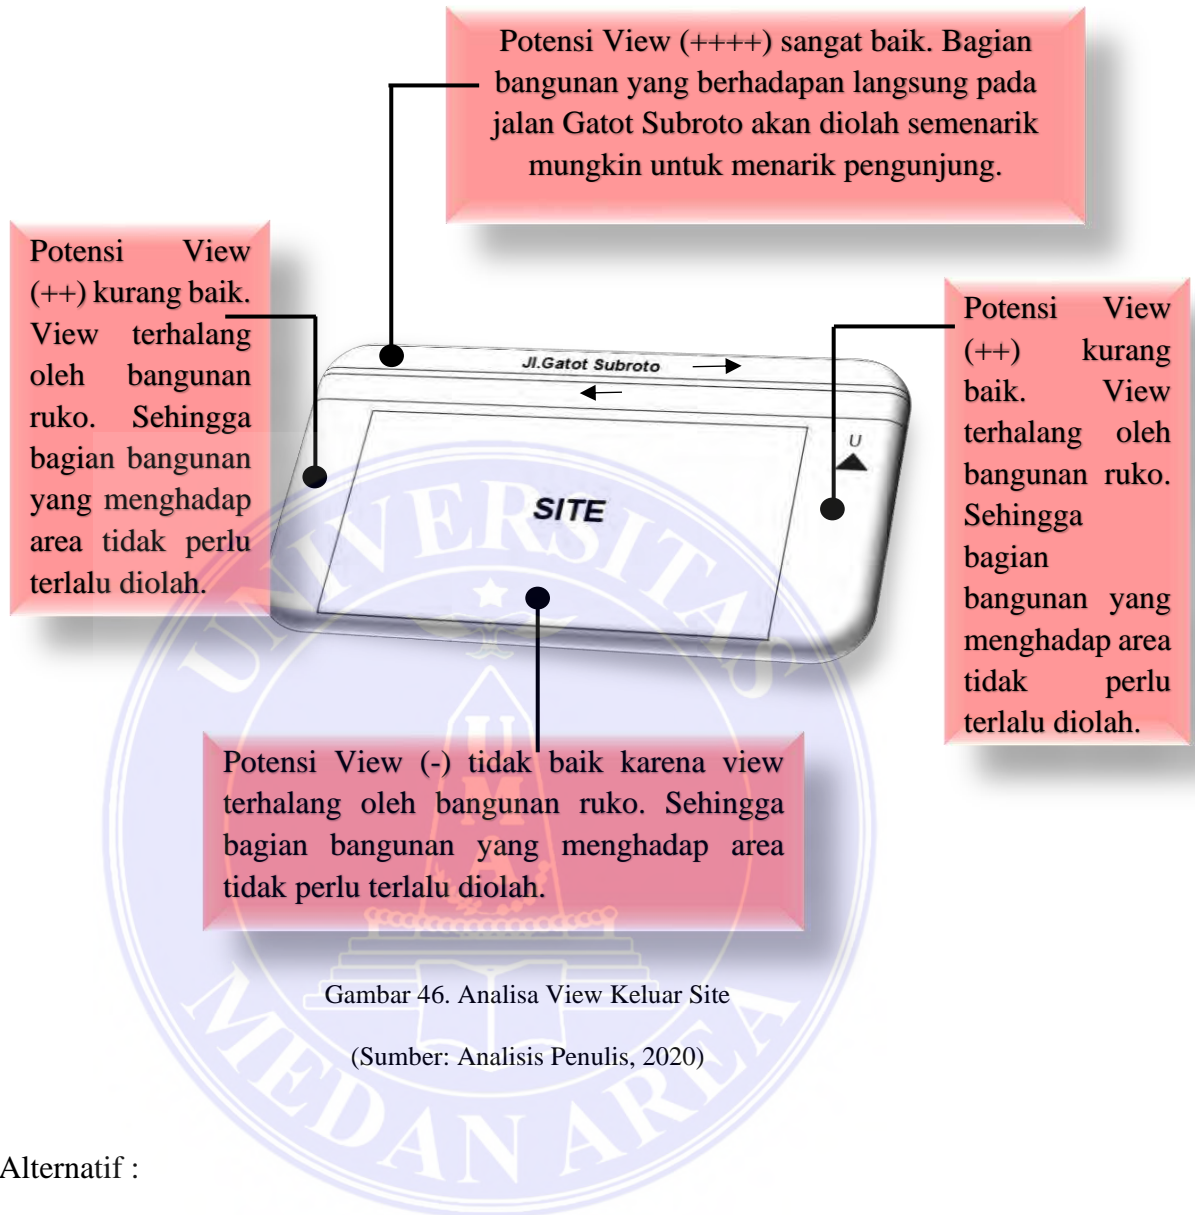 Potensi View (++++) sangat baik. Bagian
bangunan yang berhadapan langsung pada
jalan Gatot Subroto akan diolah semenarik
mungkin untuk menarik pengunjung.
Potensi View
(++) kurang baik.
View terhalang
oleh bangunan
ruko. Sehingga
bagian bangunan
yang menghadap
area tidak perlu
terlalu diolah.
Potensi View
(++) kurang
baik. View
terhalang oleh
bangunan ruko.
Sehingga
bagian
bangunan yang
menghadap area
tidak perlu
terlalu diolah.
Jl.Gatot Subroto
U
SITE
Potensi View (-) tidak baik karena view
terhalang oleh bangunan ruko. Sehingga
bagian bangunan yang menghadap area
tidak perlu terlalu diolah.
Gambar 46. Analisa View Keluar Site
(Sumber: Analisis Penulis, 2020)
Alternatif :
UNIVERSITAS
UMA
MEDAN AREA